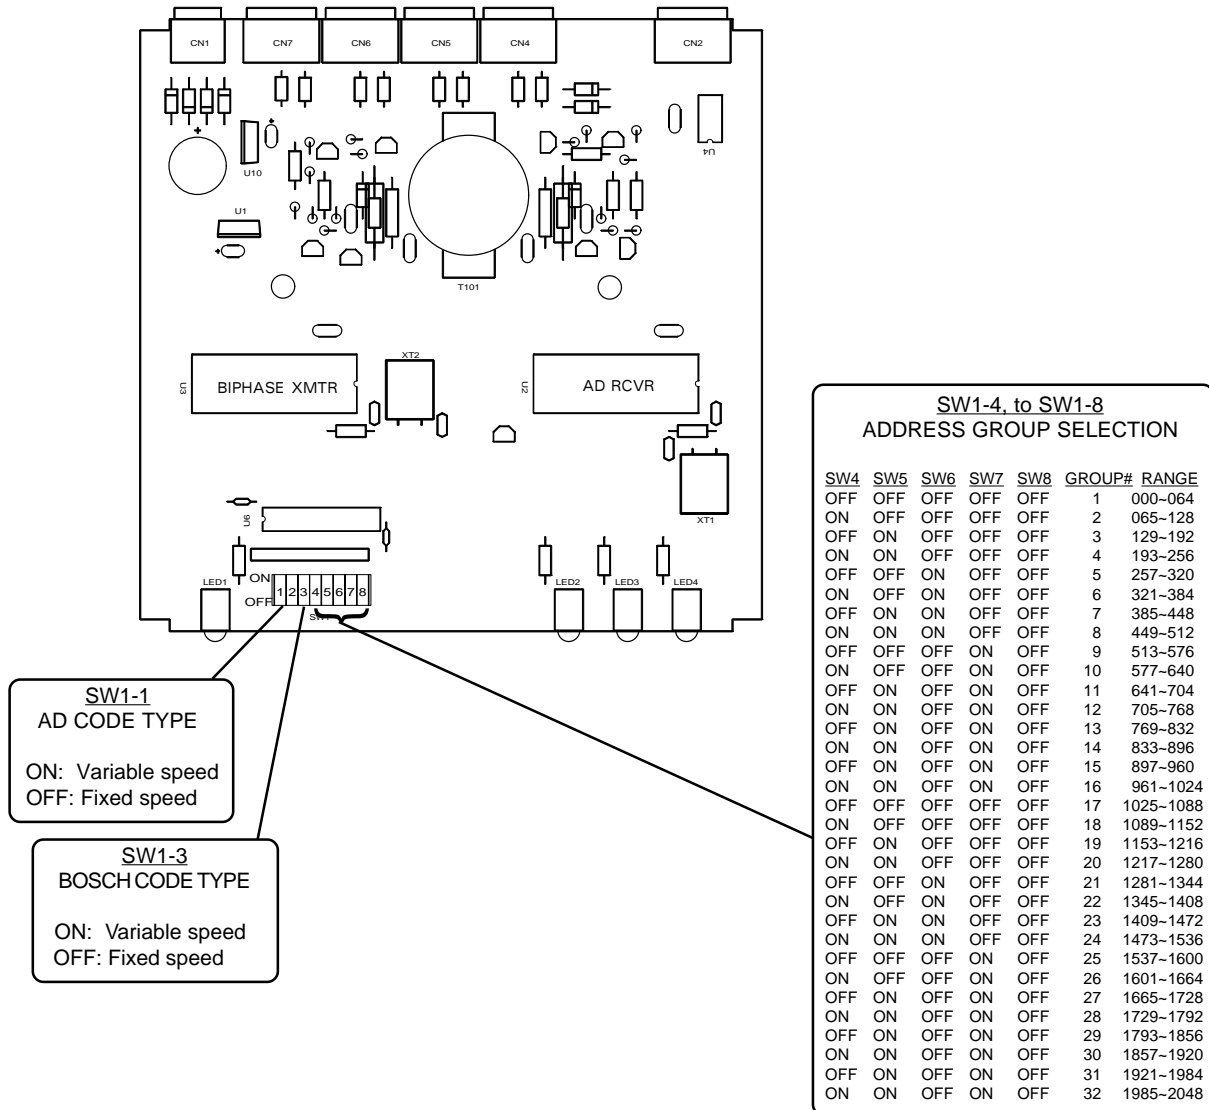 CN1 CN7 CN6 CN5 CN4 CN2
+
+
U10
U4
U1
+
T101
XT2
U3 BIPHASE XMTR
U2 AD RCVR
XT1
U6
ON
OFF
1 2 3 4 5 6 7 8
SW1
LED1 LED2 LED3 LED4
SW1-1
AD CODE TYPE
ON: Variable speed
OFF: Fixed speed
SW1-3
BOSCH CODE TYPE
ON: Variable speed
OFF: Fixed speed
SW1-4, to SW1-8
ADDRESS GROUP SELECTION
SW4 SW5 SW6 SW7 SW8 GROUP# RANGE
OFF OFF OFF OFF OFF 1 000~064
ON OFF OFF OFF OFF 2 065~128
OFF ON OFF OFF OFF 3 129~192
ON ON OFF OFF OFF 4 193~256
OFF OFF ON OFF OFF 5 257~320
ON OFF ON OFF OFF 6 321~384
OFF ON ON OFF OFF 7 385~448
ON ON ON OFF OFF 8 449~512
OFF OFF OFF ON OFF 9 513~576
ON OFF OFF ON OFF 10 577~640
OFF ON OFF ON OFF 11 641~704
ON ON OFF ON OFF 12 705~768
OFF ON OFF ON OFF 13 769~832
ON ON OFF ON OFF 14 833~896
OFF ON OFF ON OFF 15 897~960
ON ON OFF ON OFF 16 961~1024
OFF OFF OFF OFF OFF 17 1025~1088
ON OFF OFF OFF OFF 18 1089~1152
OFF ON OFF OFF OFF 19 1153~1216
ON ON OFF OFF OFF 20 1217~1280
OFF OFF ON OFF OFF 21 1281~1344
ON OFF ON OFF OFF 22 1345~1408
OFF ON ON OFF OFF 23 1409~1472
ON ON ON OFF OFF 24 1473~1536
OFF OFF OFF ON OFF 25 1537~1600
ON OFF OFF ON OFF 26 1601~1664
OFF ON OFF ON OFF 27 1665~1728
ON ON OFF ON OFF 28 1729~1792
OFF ON OFF ON OFF 29 1793~1856
ON ON OFF ON OFF 30 1857~1920
OFF ON OFF ON OFF 31 1921~1984
ON ON OFF ON OFF 32 1985~2048